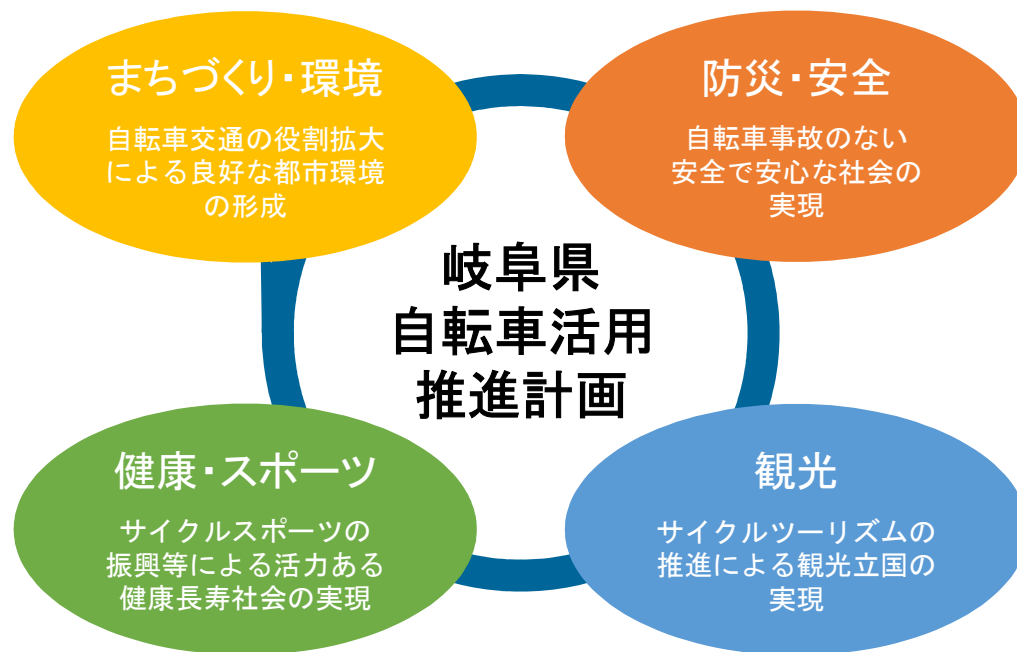 まちづくり・環境
自転車交通の役割拡大
による良好な都市環境
の形成
防災・安全
自転車事故のない
安全で安心な社会の
実現
岐阜県
自転車活用
推進計画
健康・スポーツ
サイクルスポーツの
振興等による活力ある
健康長寿社会の実現
観光
サイクルツーリズムの
推進による観光立国の
実現